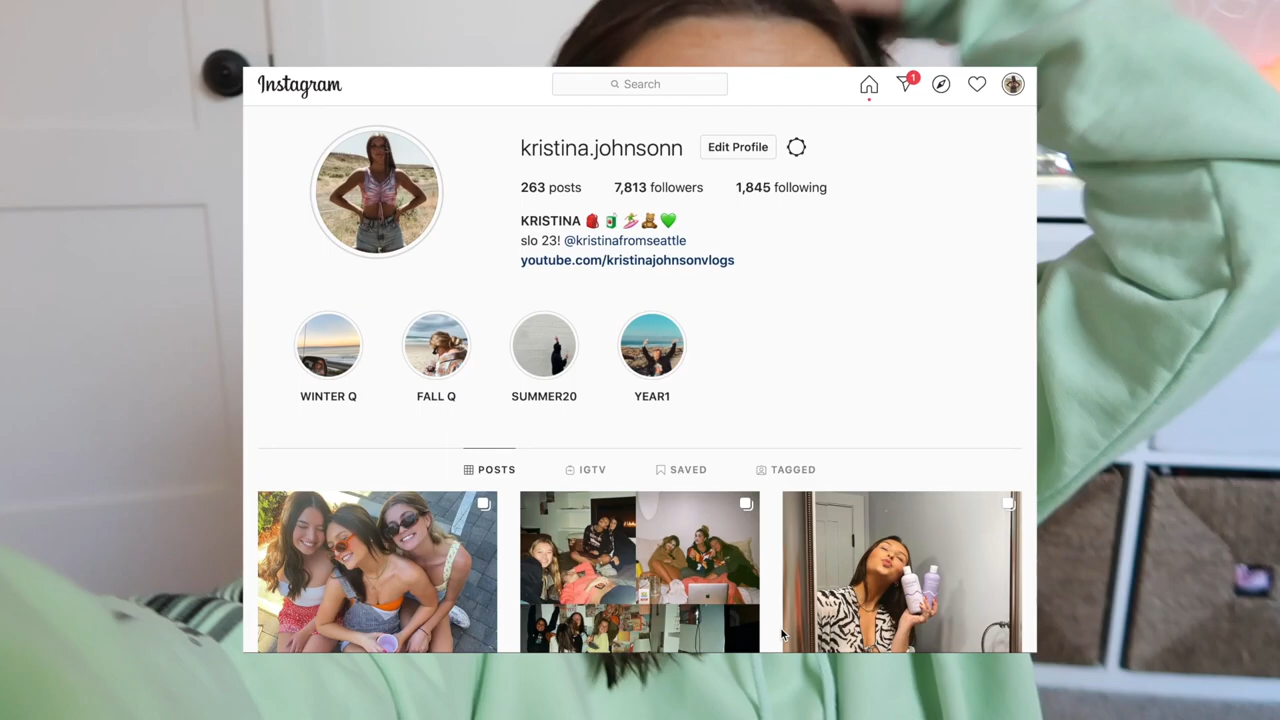 Instagram
Search
1
kristina.johnsonn Edit Profile
263 posts 7,813 followers 1,845 following
KRISTINA 🎒🧃🏄‍♀️🧸💚
slo 23! @kristinafromseattle
youtube.com/kristinajohnsonvlogs
WINTER Q FALL Q SUMMER20 YEAR1
POSTS IGTV SAVED TAGGED